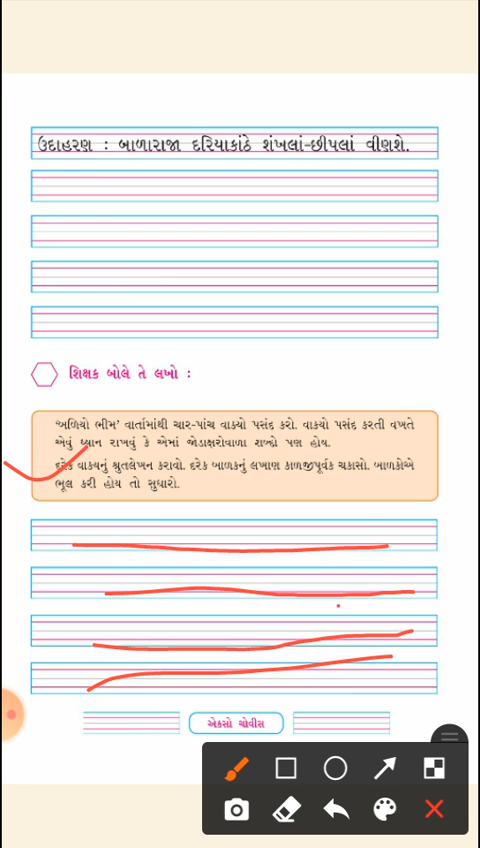 ઉદાહરણ : બાળારાજા દરિયાકાંઠે શંખલાં-છીપલાં વીણશે.
શિક્ષક બોલે તે લખો :
'અળિયો ભીમ' વાર્તામાંથી ચાર-પાંચ વાક્યો પસંદ કરો. વાક્યો પસંદ કરતી વખતે
એવું ધ્યાન રાખવું કે એમાં જોડાક્ષરોવાળા શબ્દો પણ હોય.
દરેક વાક્યનું શ્રુતલેખન કરાવો. દરેક બાળકનું લખાણ કાળજીપૂર્વક ચકાસો. બાળકોએ
ભૂલ કરી હોય તો સુધારો.
એકસો ચોવીસ